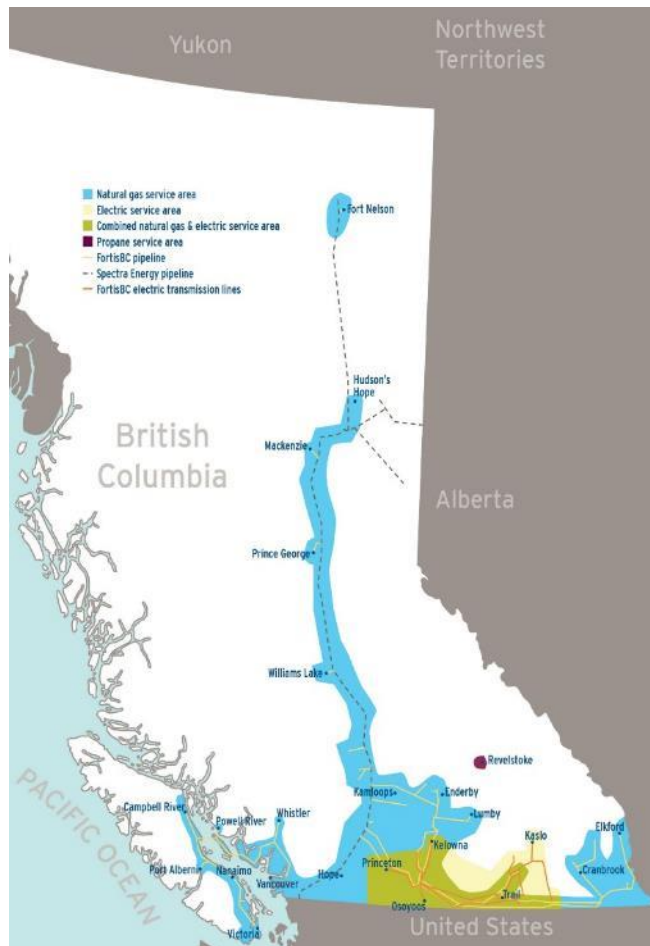 Yukon
Northwest
Territories
Natural gas service area
Electric service area
Combined natural gas & electric service area
Propane service area
FortisBC pipeline
Spectra Energy pipeline
FortisBC electric transmission lines
Fort Nelson
Hudson's
Hope
British
Columbia
Mackenzie
Alberta
Prince George
Williams Lake
Revelstoke
PACIFIC OCEAN
Campbell River
Powell River
Whistler
Kamloops
Enderby
Lumby
Elkford
Kaslo
Kelowna
Port Alberni
Nanaimo
Vancouver
Hope
Princeton
Cranbrook
Trail
Osoyoos
Victoria
United States